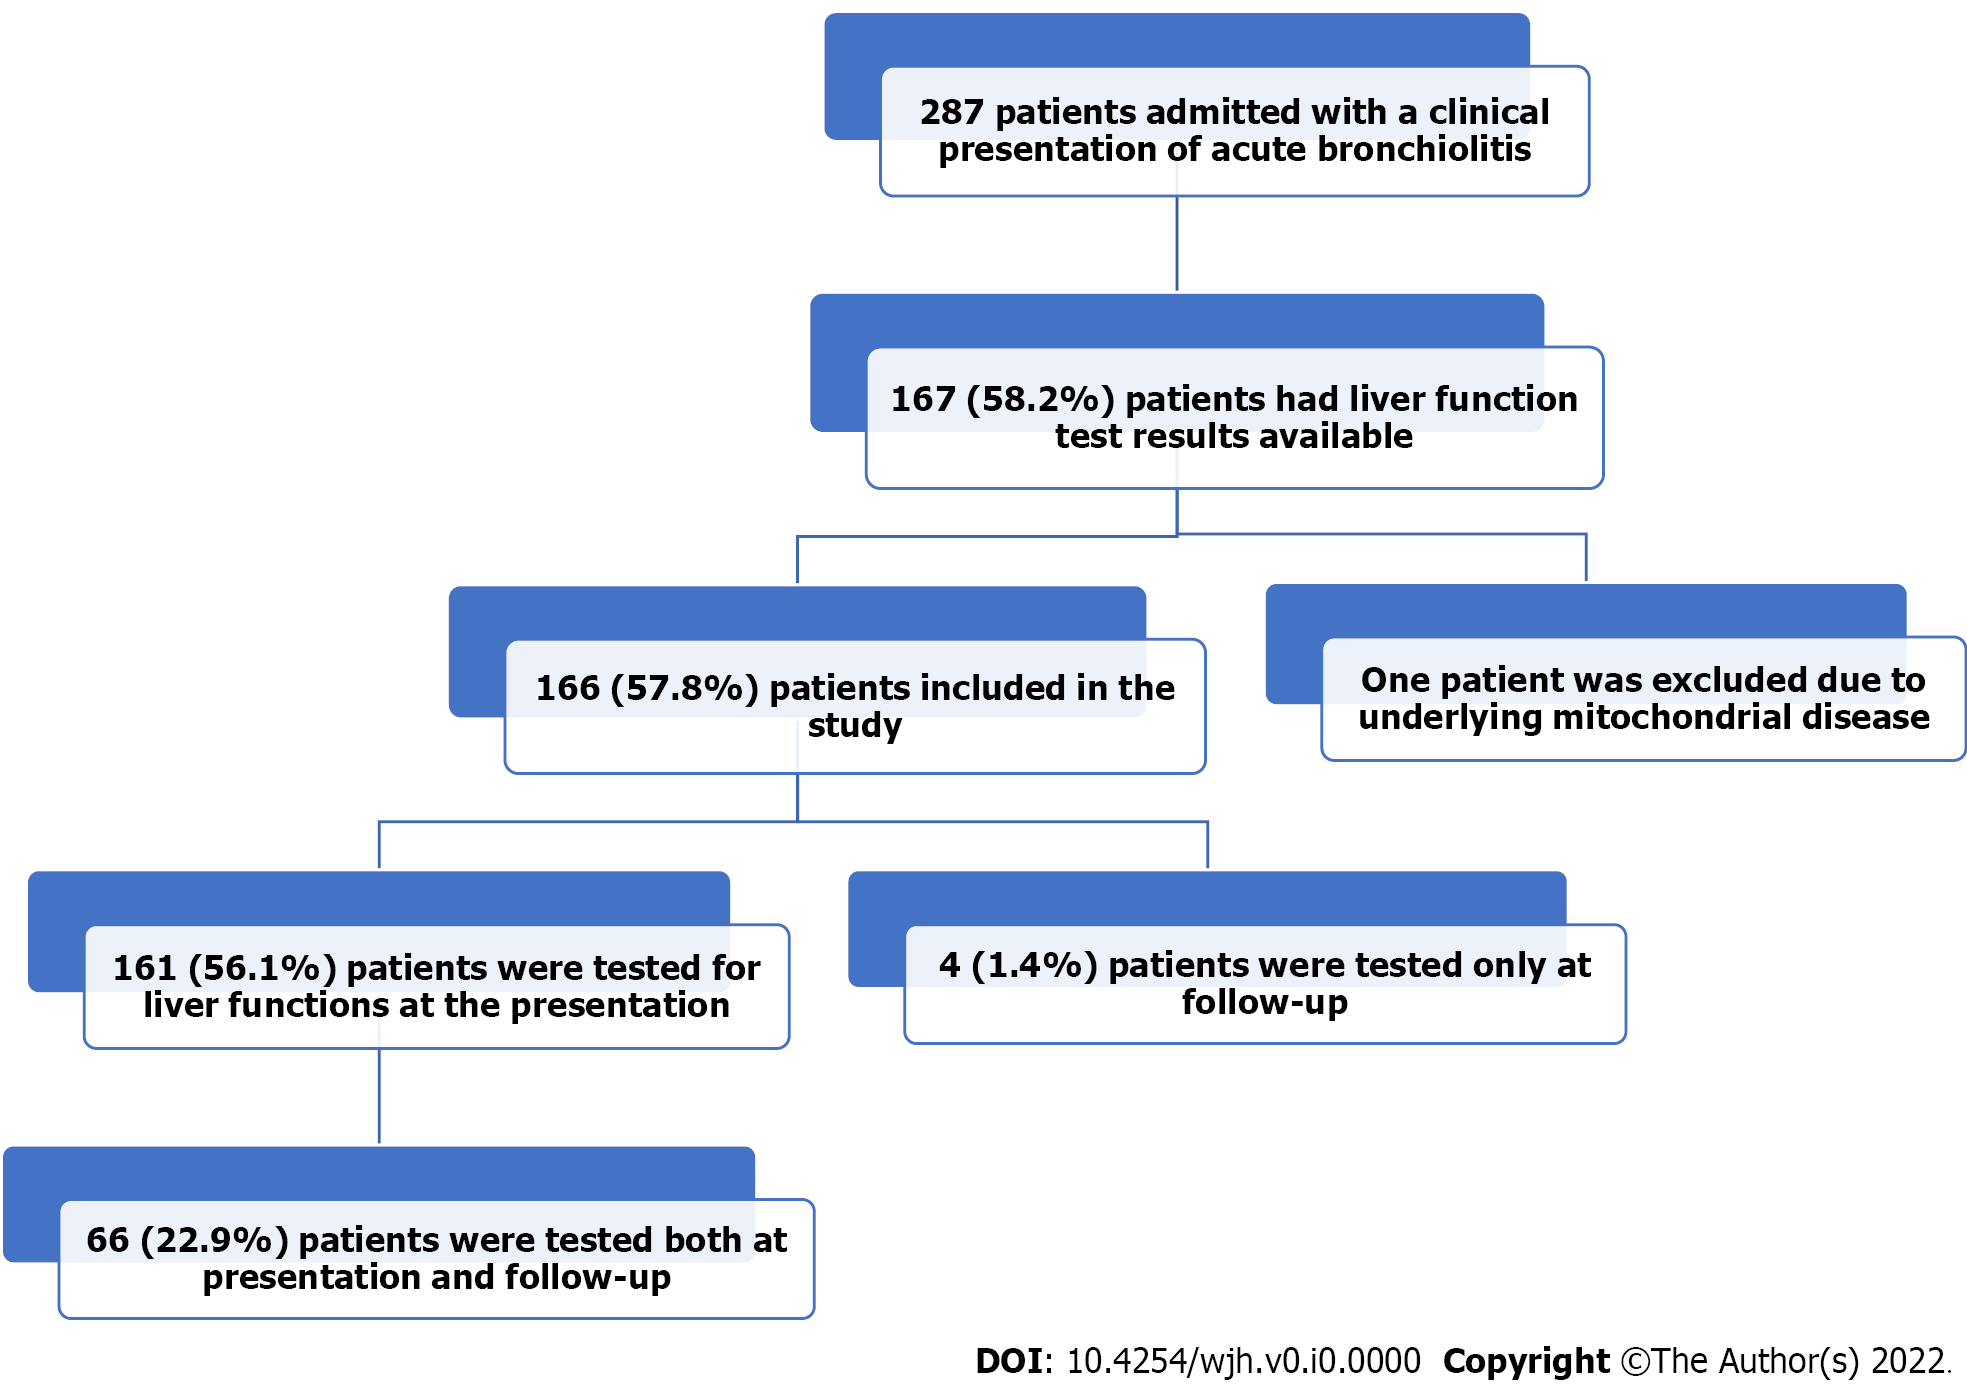 287 patients admitted with a clinical
presentation of acute bronchiolitis
167 (58.2%) patients had liver function
test results available
166 (57.8%) patients included in the
study
One patient was excluded due to
underlying mitochondrial disease
161 (56.1%) patients were tested for
liver functions at the presentation
4 (1.4%) patients were tested only at
follow-up
66 (22.9%) patients were tested both at
presentation and follow-up
DOI: 10.4254/wjh.v0.i0.0000 Copyright ©The Author(s) 2022.